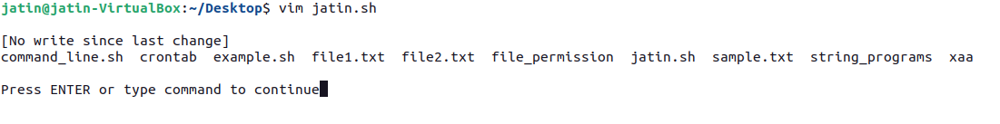 jatin@jatin-VirtualBox:~/Desktop$ vim jatin.sh
[No write since last change]
command_line.sh crontab example.sh file1.txt file2.txt file_permission jatin.sh sample.txt string_programs xaa
Press ENTER or type command to continue